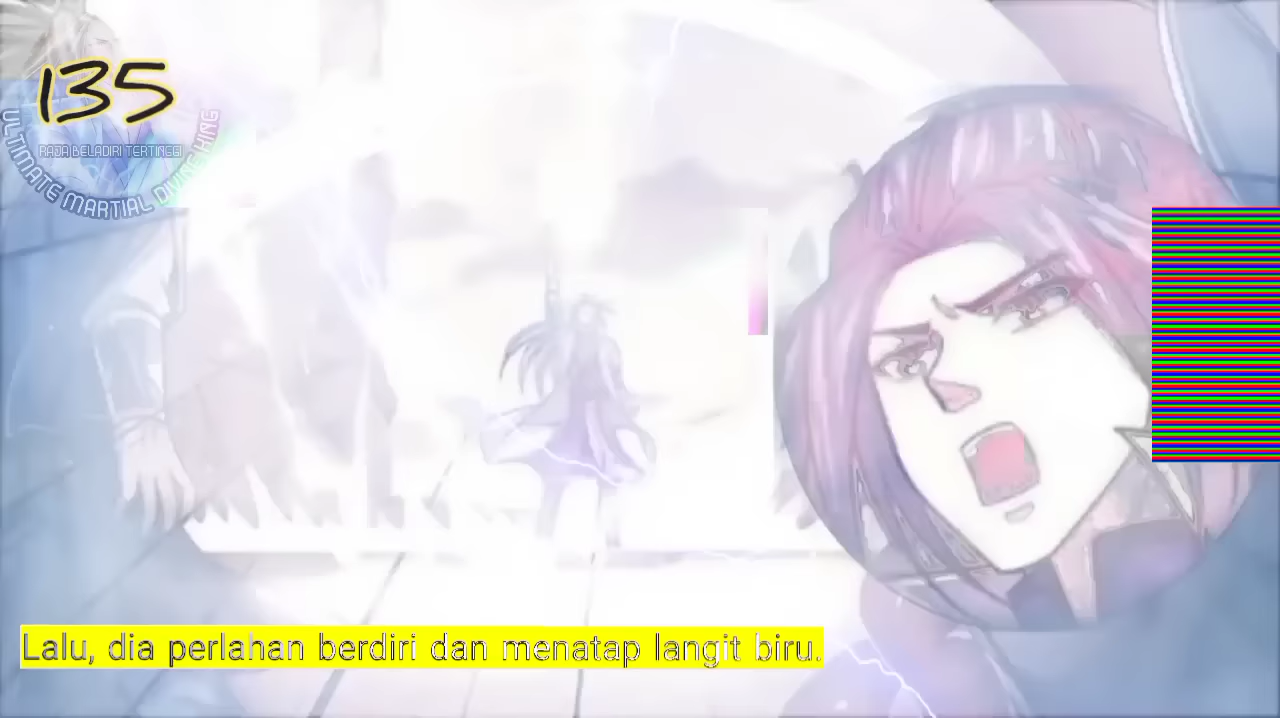 135
RAJA BELADIRI TERTINGGI
ULTIMATE MARTIAL DIVINE KING
Lalu, dia perlahan berdiri dan menatap langit biru.